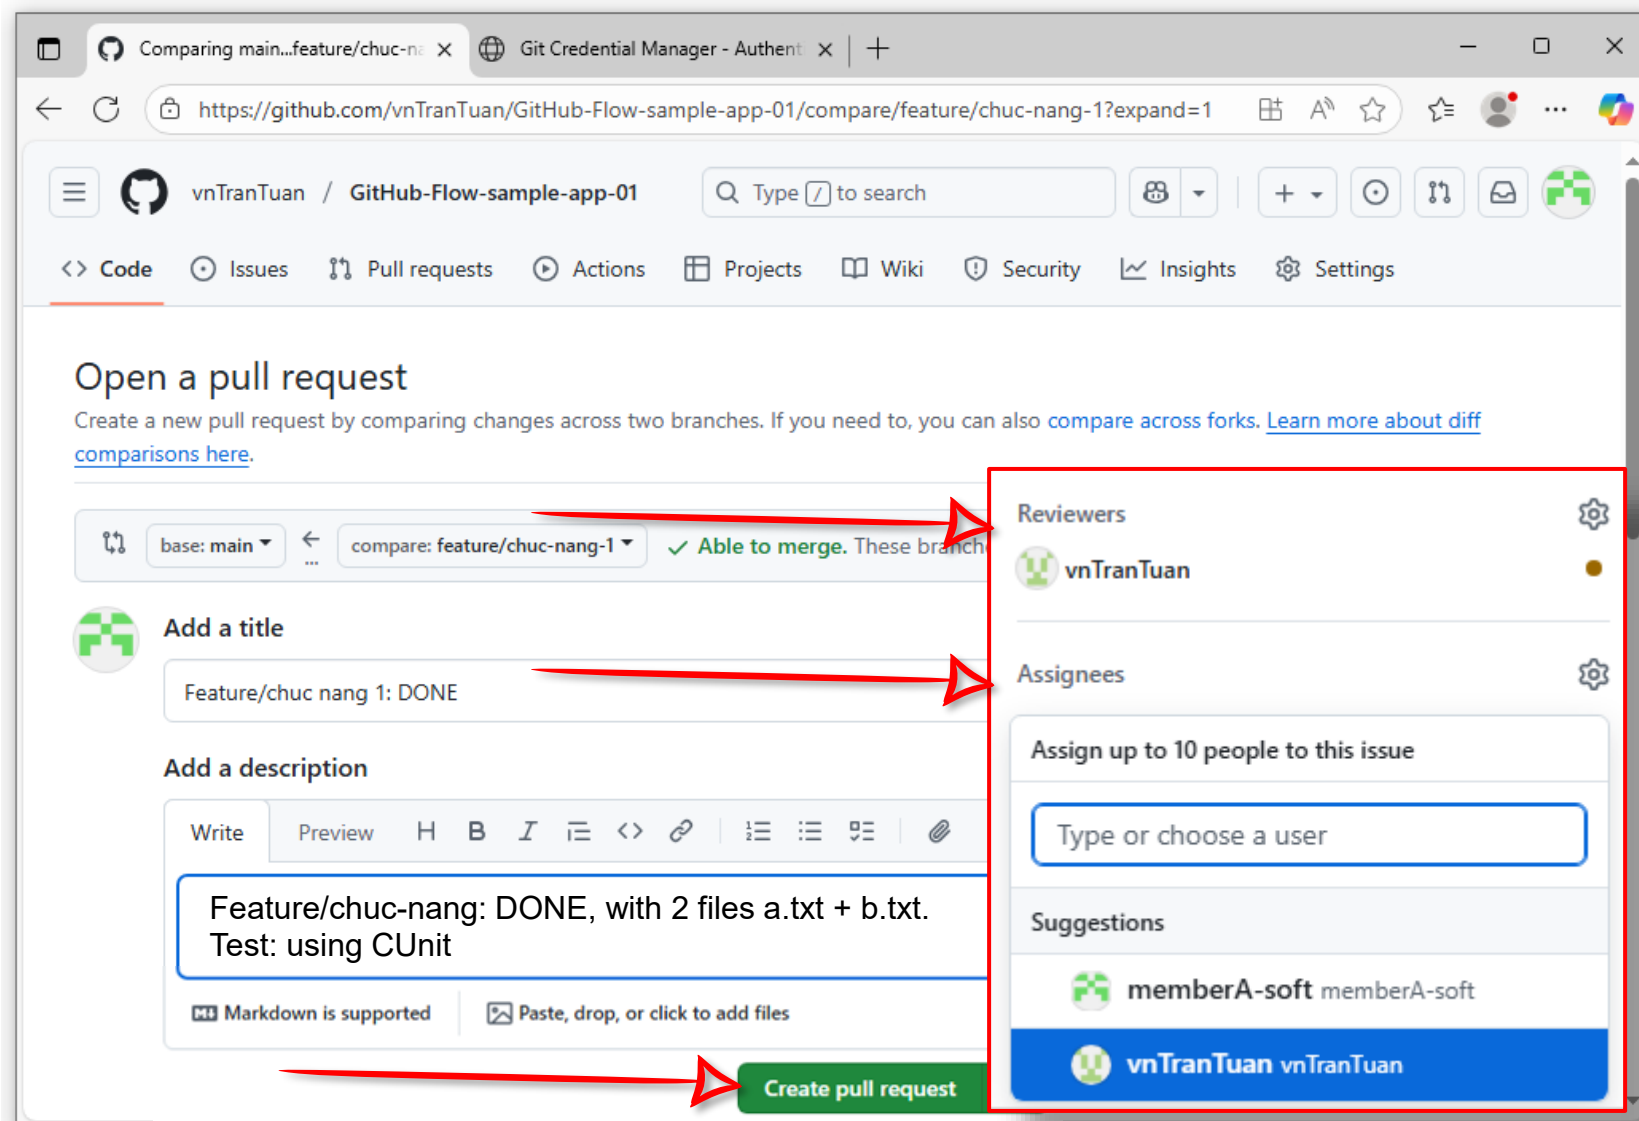 Comparing main...feature/chuc-na
Git Credential Manager - Authent
https://github.com/vnTranTuan/GitHub-Flow-sample-app-01/compare/feature/chuc-nang-1?expand=1
vnTranTuan / GitHub-Flow-sample-app-01
Type / to search
Code
Issues
Pull requests
Actions
Projects
Wiki
Security
Insights
Settings
Open a pull request
Create a new pull request by comparing changes across two branches. If you need to, you can also compare across forks. Learn more about diff
comparisons here.
base: main
compare: feature/chuc-nang-1
Able to merge. These branch
Add a title
Feature/chuc nang 1: DONE
Add a description
Write
Preview
Feature/chuc-nang: DONE, with 2 files a.txt + b.txt.
Test: using CUnit
Markdown is supported
Paste, drop, or click to add files
Create pull request
Reviewers
vnTranTuan
Assignees
Assign up to 10 people to this issue
Type or choose a user
Suggestions
memberA-soft memberA-soft
vnTranTuan vnTranTuan